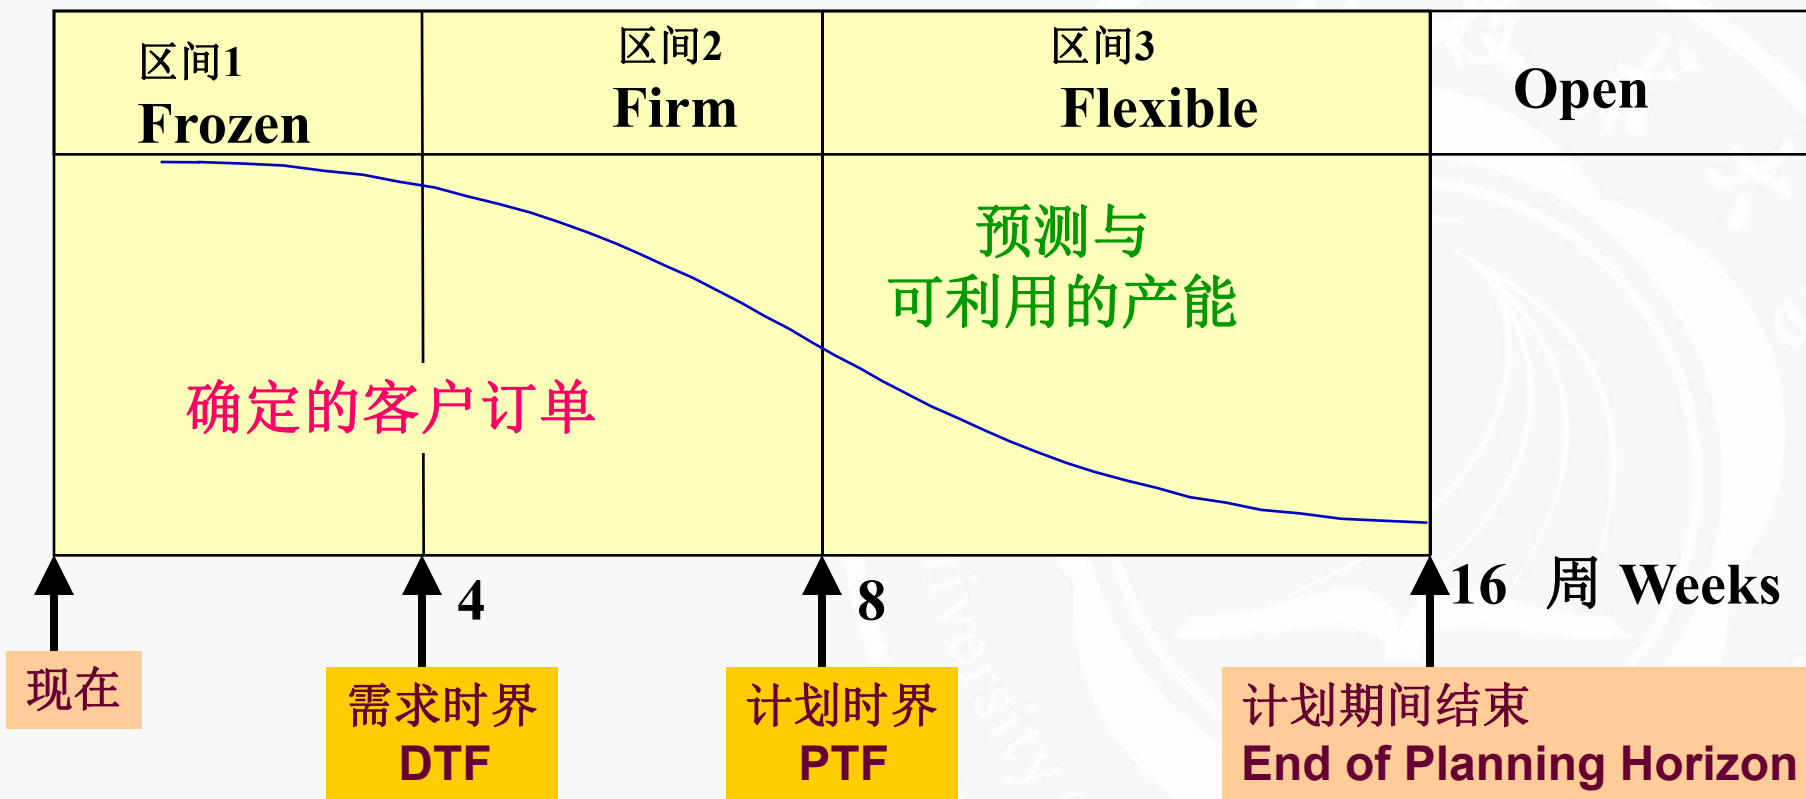 区间1
Frozen
区间2
Firm
区间3
Flexible
Open
预测与
可利用的产能
确定的客户订单
4
8
16 周 Weeks
现在
需求时界
DTF
计划时界
PTF
计划期间结束
End of Planning Horizon